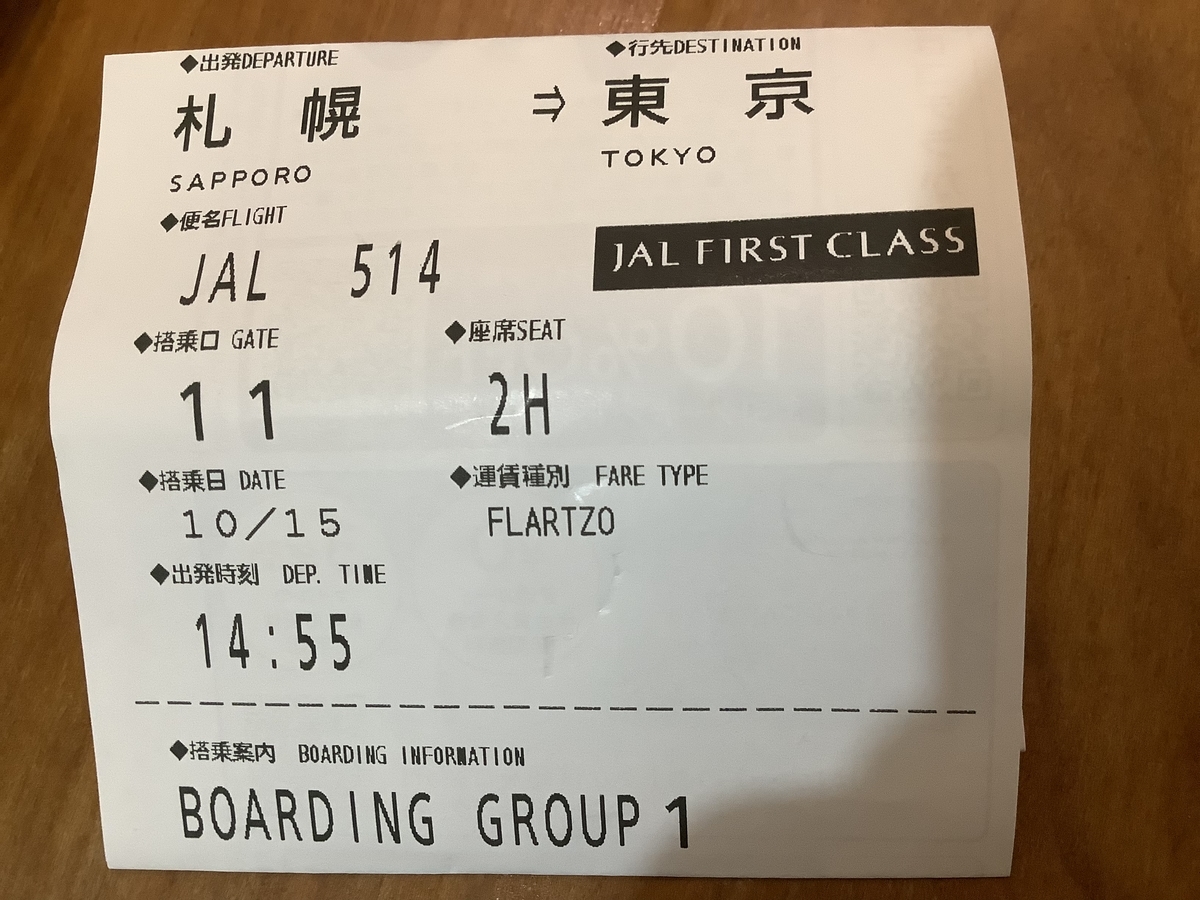 ◆出発DEPARTURE ◆行先DESTINATION
札 幌 ⇒ 東 京
SAPPORO TOKYO
◆便名FLIGHT
JAL 514 JAL FIRST CLASS
◆搭乗口 GATE ◆座席SEAT
11 2H
◆搭乗日 DATE ◆運賃種別 FARE TYPE
10/15 FLARTZO
◆出発時刻 DEP. TIME
14:55
◆搭乗案内 BOARDING INFORMATION
BOARDING GROUP 1